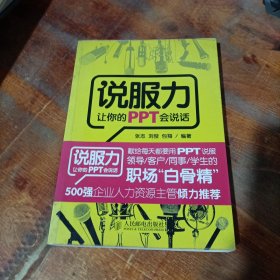 说服力
让你的PPT会说话
张志 刘俊 包翔 / 编著
说服力
让你的PPT会说话
献给每天都要用PPT说服
领导/客户/同事/学生的
职场“白骨精”
500强企业人力资源主管倾力推荐
人民邮电出版社